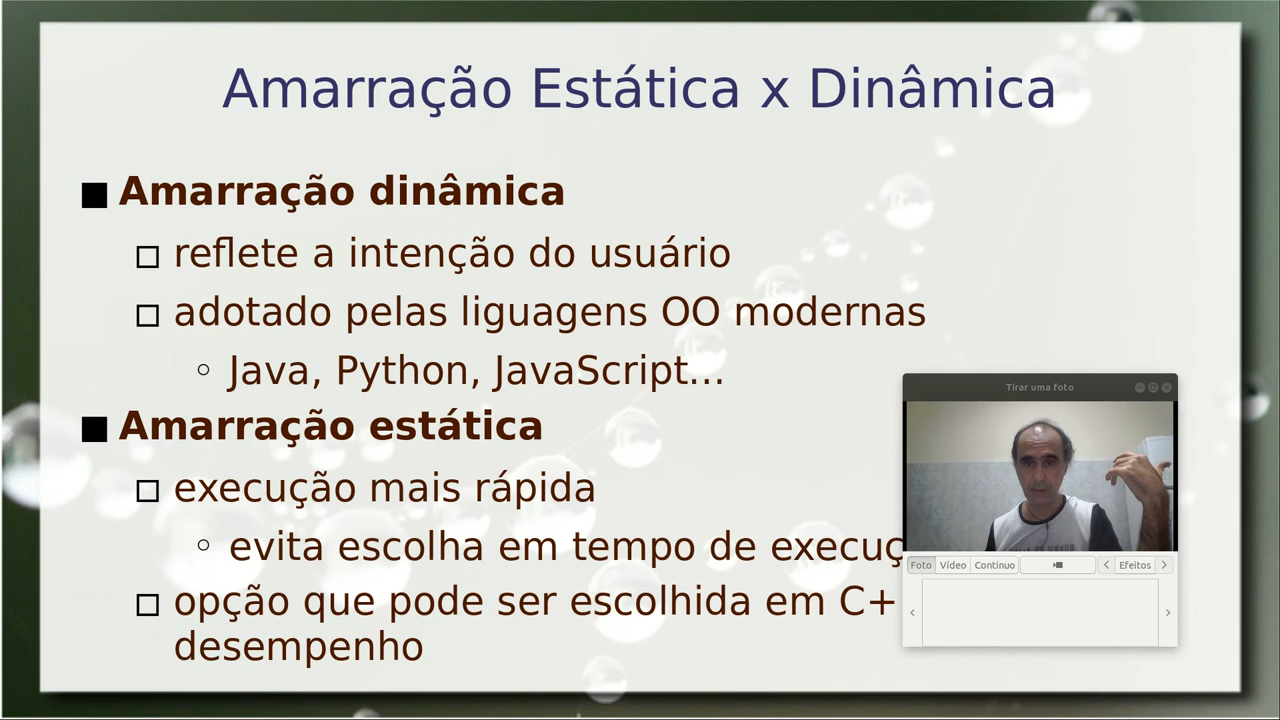 Amarração Estática x Dinâmica
Amarração dinâmica
reflete a intenção do usuário
adotado pelas liguagens OO modernas
Java, Python, JavaScript...
Amarração estática
execução mais rápida
evita escolha em tempo de
opção que pode ser escolhida em
desempenho
Tirar uma foto
Foto Vídeo Contínuo Efeitos